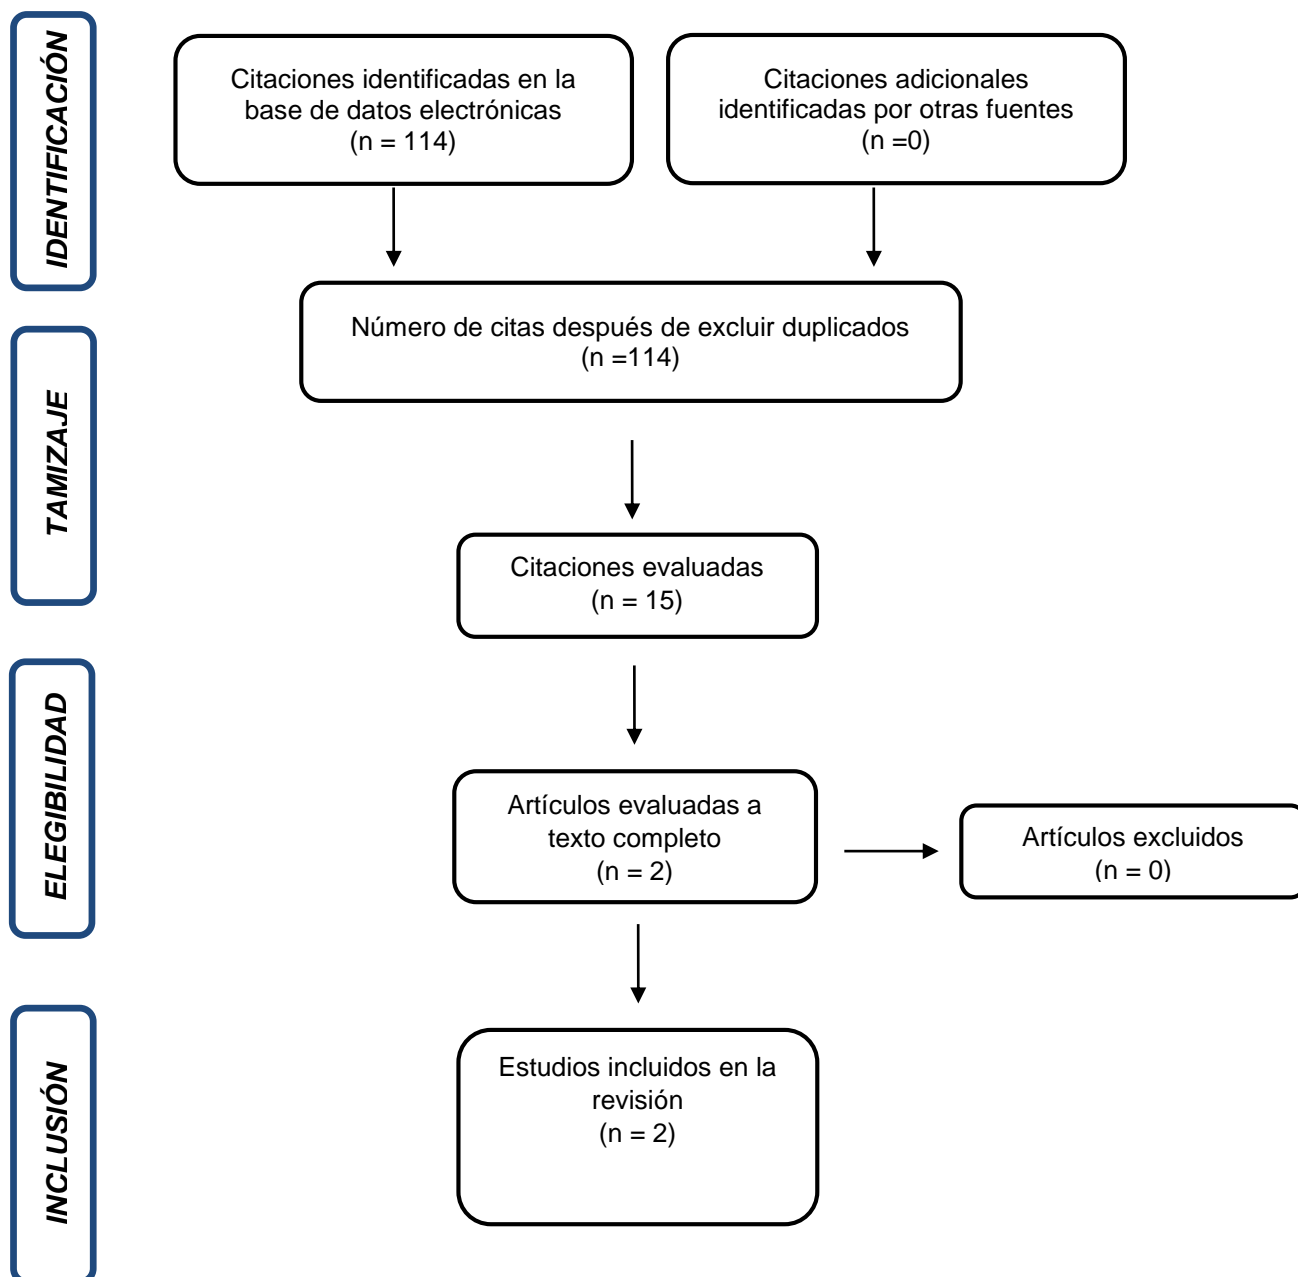 IDENTIFICACIÓN
Citaciones identificadas en la
base de datos electrónicas
(n = 114)
Citaciones adicionales
identificadas por otras fuentes
(n =0)
Número de citas después de excluir duplicados
(n =114)
TAMIZAJE
Citaciones evaluadas
(n = 15)
ELEGIBILIDAD
Artículos evaluadas a
texto completo
(n = 2)
Artículos excluidos
(n = 0)
INCLUSIÓN
Estudios incluidos en la
revisión
(n = 2)